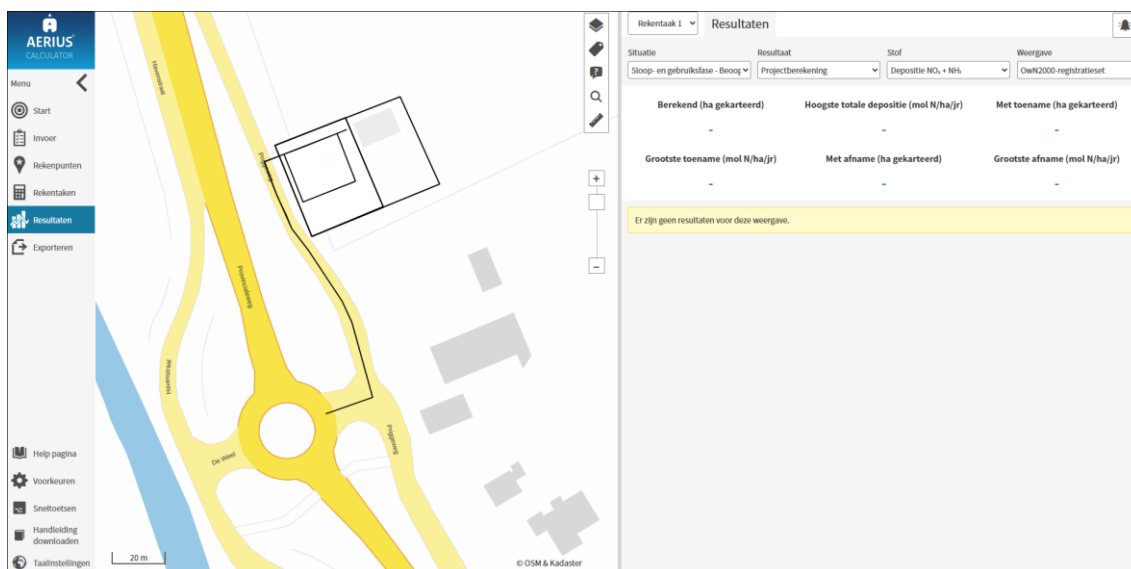 AERIUS
CALCULATOR
Menu
Start
Invoer
Rekenpunten
Rekentaken
Resultaten
Exporteren
Help pagina
Voorkeuren
Sneltoetsen
Handleiding
downloaden
Taalinstellingen
Havenstraat
Provincialeweg
Havenstraat
De Weel
20 m
© OSM & Kadaster
+
−
Rekentaak 1
Resultaten
Situatie
Resultaat
Stof
Weergave
Sloop- en gebruiksfase - Beoog
Projectberekening
Depositie NOₓ + NH₃
OwN2000-registratieset
Berekend (ha gekarteerd)
Hoogste totale depositie (mol N/ha/jr)
Met toename (ha gekarteerd)
-
-
-
Grootste toename (mol N/ha/jr)
Met afname (ha gekarteerd)
Grootste afname (mol N/ha/jr)
-
-
-
Er zijn geen resultaten voor deze weergave.